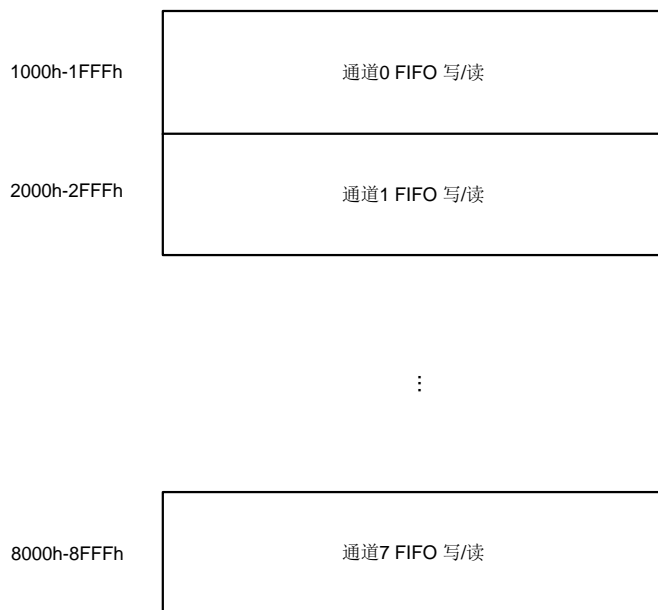 1000h-1FFFh
通道0 FIFO 写/读
2000h-2FFFh
通道1 FIFO 写/读
...
8000h-8FFFh
通道7 FIFO 写/读